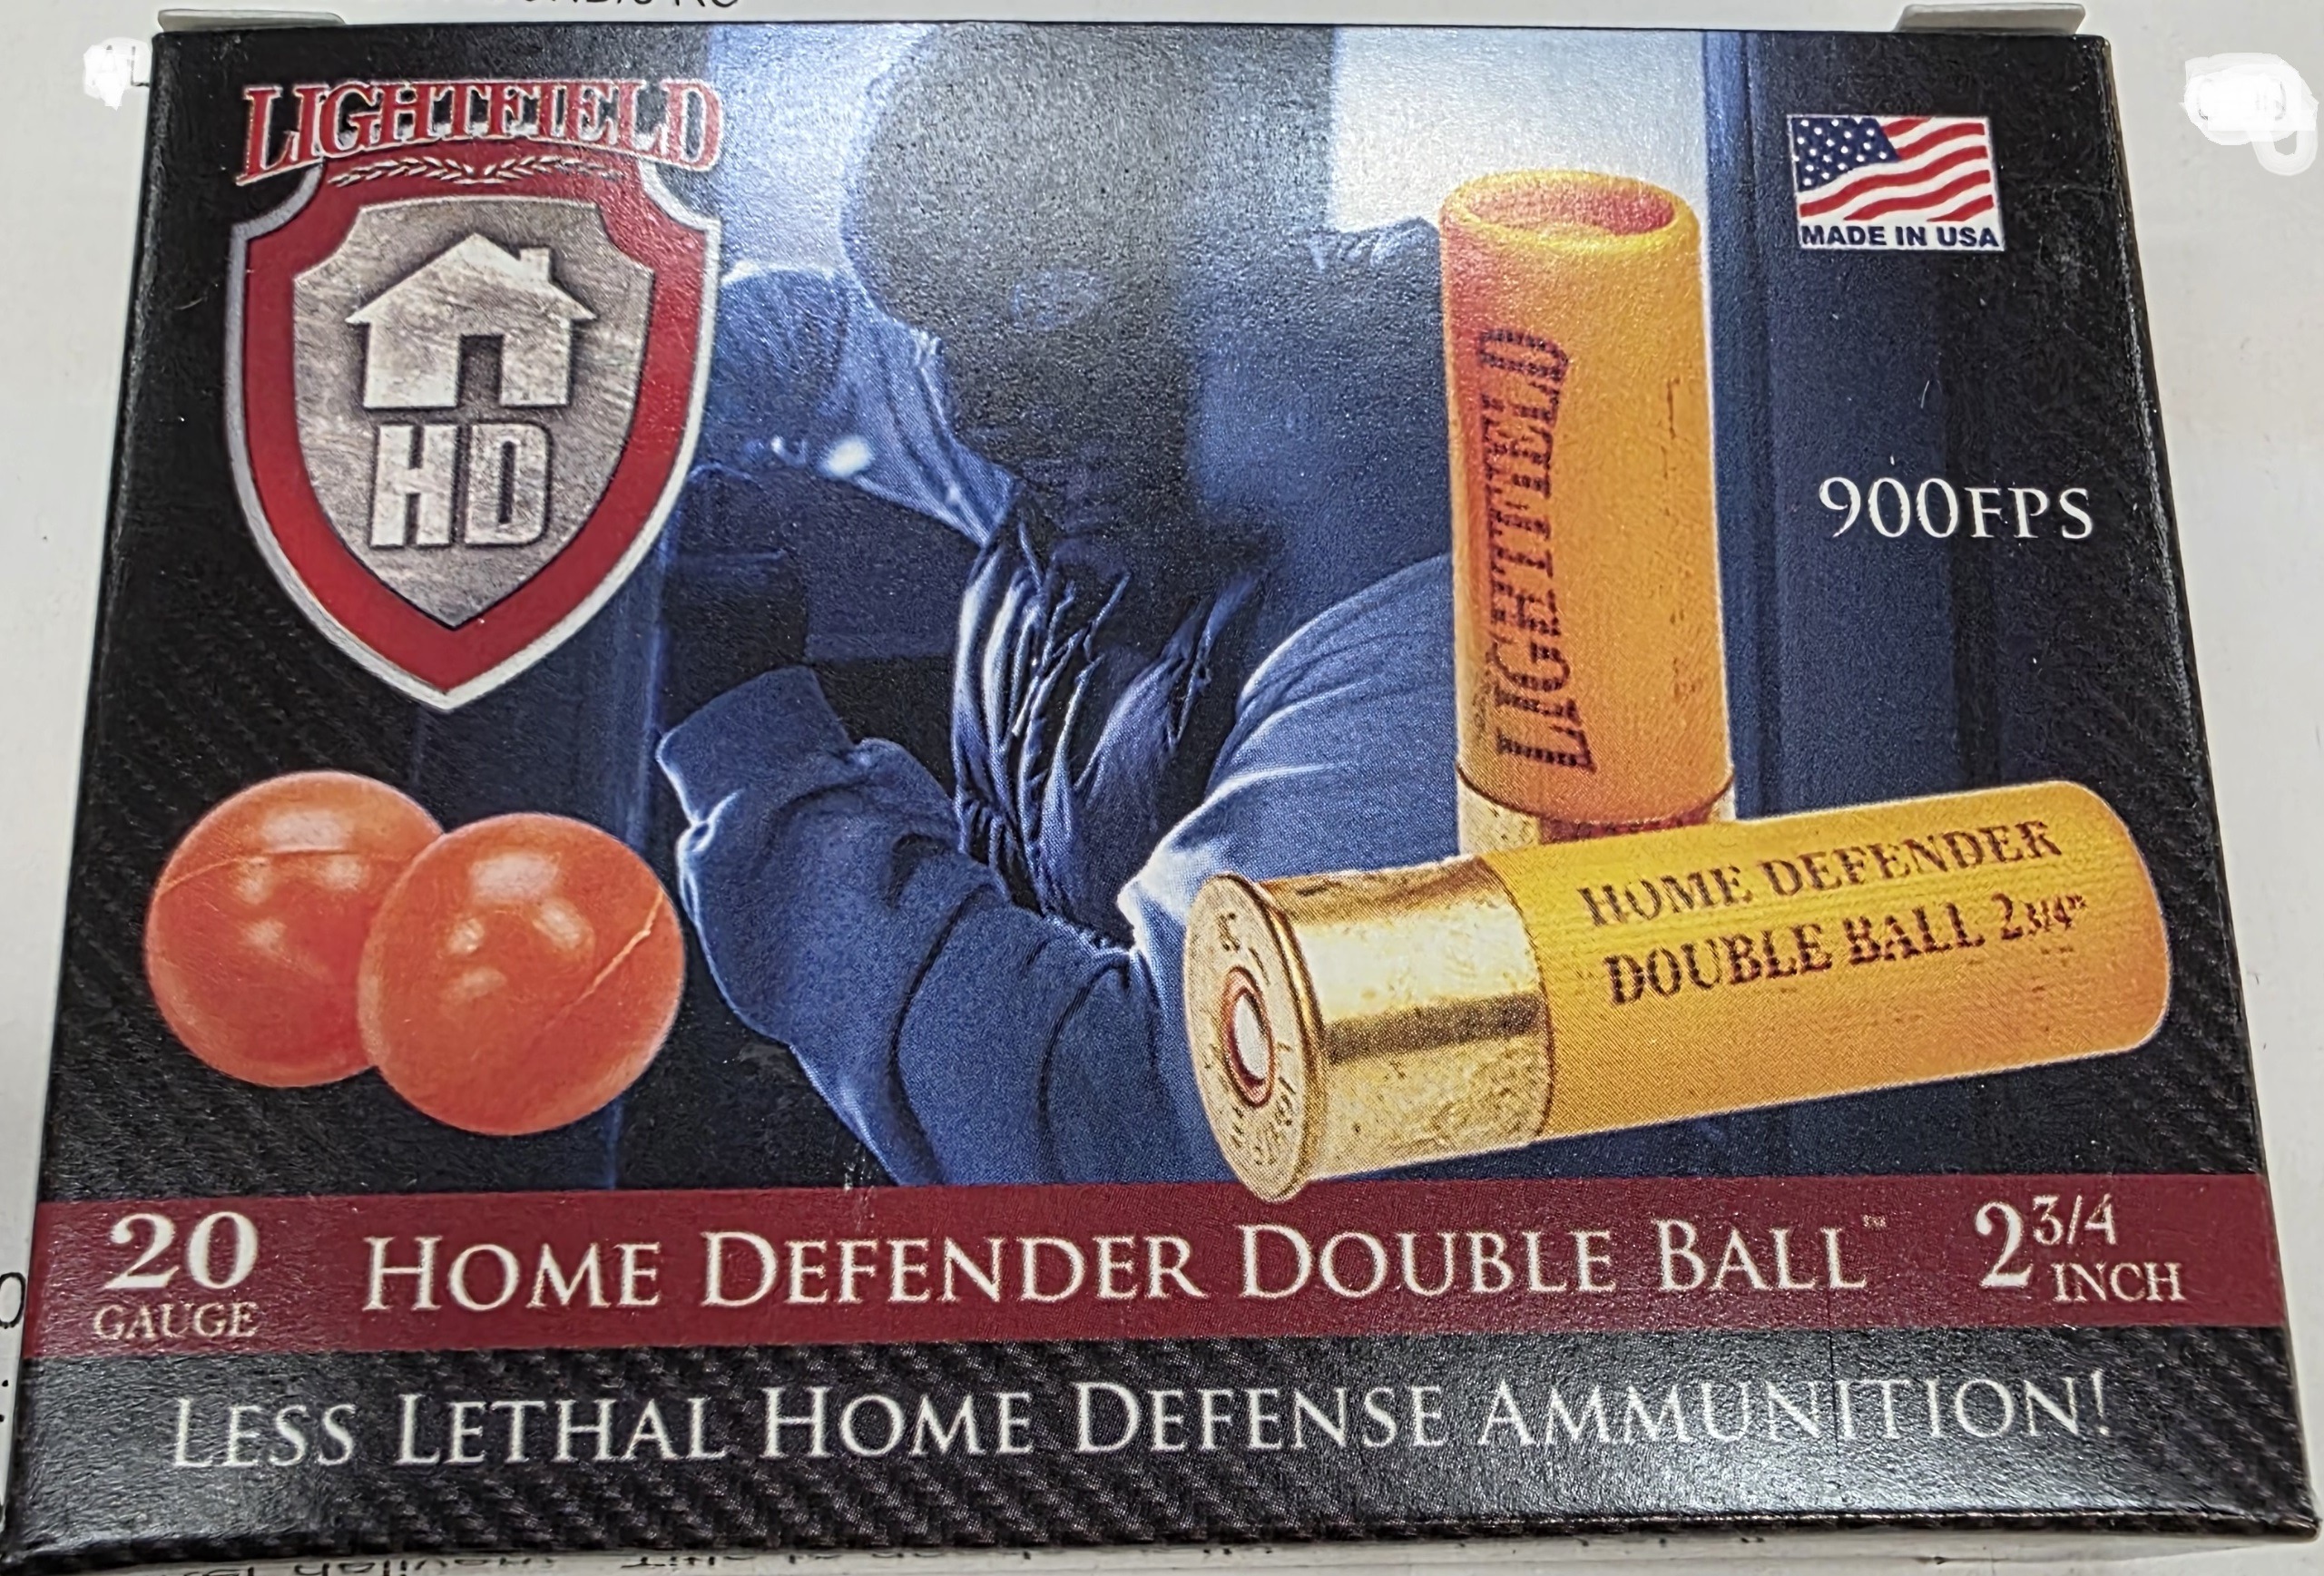 LIGHTFIELD
HD
MADE IN USA
900FPS
LIGHTFIELD
HOME DEFENDER
DOUBLE BALL 2 3/4"
20
GAUGE
HOME DEFENDER DOUBLE BALL™
2 3/4
INCH
LESS LETHAL HOME DEFENSE AMMUNITION!